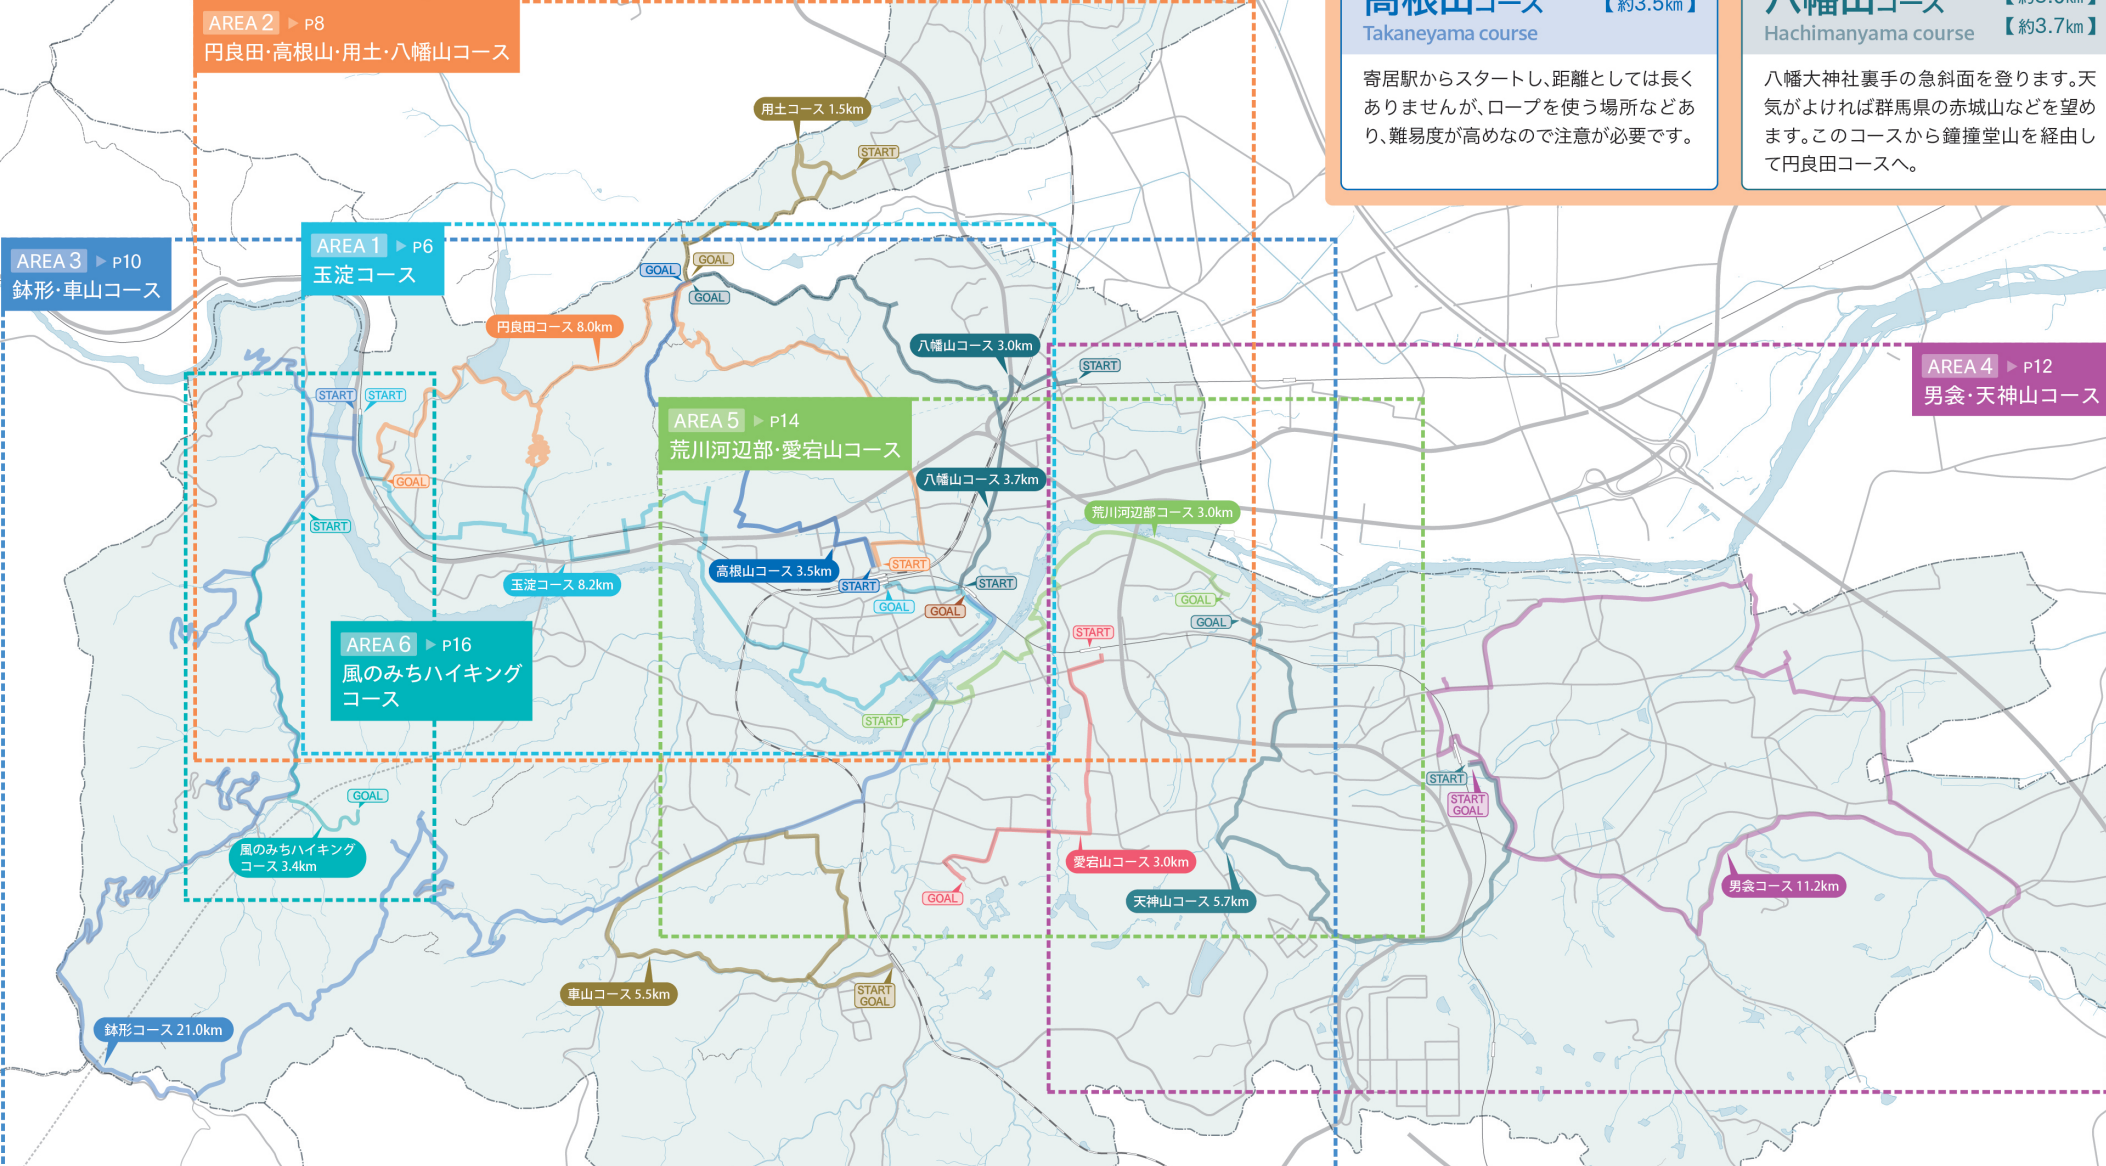 AREA 2 ▶ P8
円良田・高根山・用土・八幡山コース
高根山コース 【約3.5km】
Takaneyama course
寄居駅からスタートし、距離としては長く
ありませんが、ロープを使う場所などあ
り、難易度が高めなので注意が必要です。
八幡山コース
Hachimanyama course 【約3.7km】
八幡大神社裏手の急斜面を登ります。天
気がよければ群馬県の赤城山などを望め
ます。このコースから鐘撞堂山を経由し
て円良田コースへ。
用土コース 1.5km
START
AREA 1 ▶ P6
玉淀コース
AREA 3 ▶ P10
鉢形・車山コース
GOAL
GOAL
GOAL
円良田コース 8.0km
八幡山コース 3.0km
START
AREA 4 ▶ P12
男衾・天神山コース
START
START
AREA 5 ▶ P14
荒川河辺部・愛宕山コース
GOAL
八幡山コース 3.7km
START
荒川河辺部コース 3.0km
玉淀コース 8.2km
高根山コース 3.5km
START
START
START
GOAL
GOAL
GOAL
GOAL
START
AREA 6 ▶ P16
風のみちハイキング
コース
START
START
START
GOAL
GOAL
風のみちハイキング
コース 3.4km
愛宕山コース 3.0km
GOAL
天神山コース 5.7km
男衾コース 11.2km
車山コース 5.5km
START
GOAL
鉢形コース 21.0km